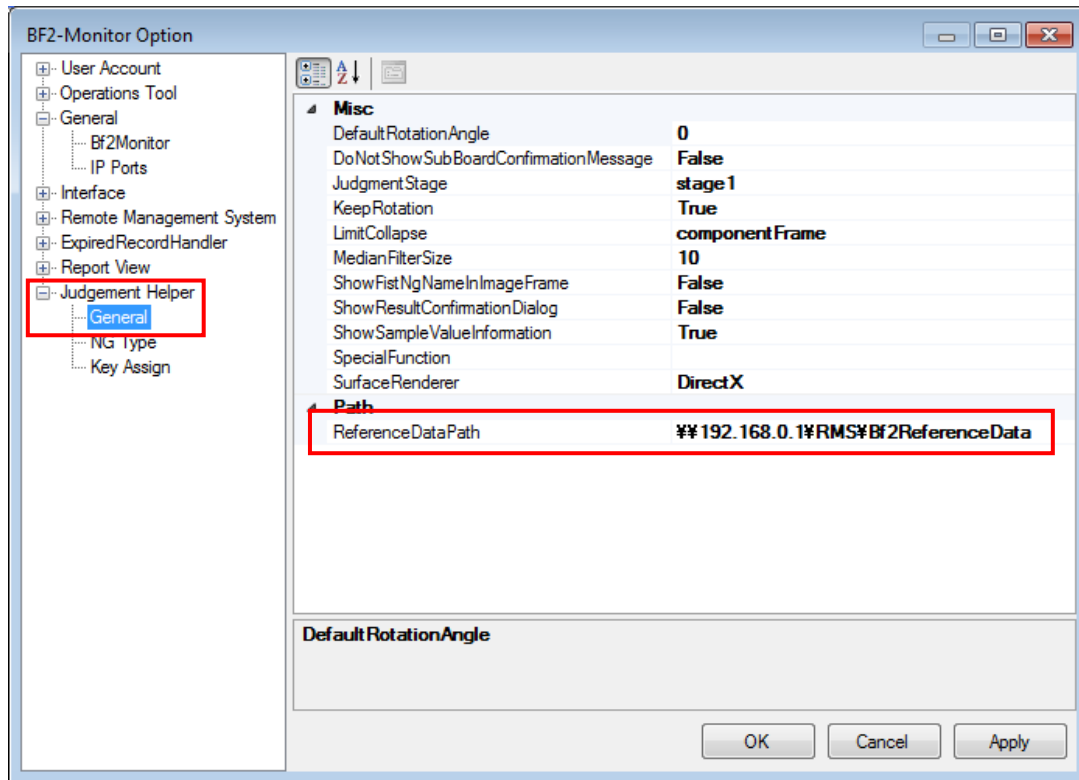 BF2-Monitor Option
User Account
Operations Tool
General
Bf2Monitor
IP Ports
Interface
Remote Management System
ExpiredRecordHandler
Report View
Judgement Helper
General
NG Type
Key Assign
Misc
DefaultRotationAngle 0
DoNotShowSubBoardConfirmationMessage False
JudgmentStage stage1
KeepRotation True
LimitCollapse componentFrame
MedianFilterSize 10
ShowFistNgNameInImageFrame False
ShowResultConfirmationDialog False
ShowSampleValueInformation True
SpecialFunction
SurfaceRenderer DirectX
Path
ReferenceDataPath ¥¥192.168.0.1¥RMS¥Bf2ReferenceData
DefaultRotationAngle
OK Cancel Apply